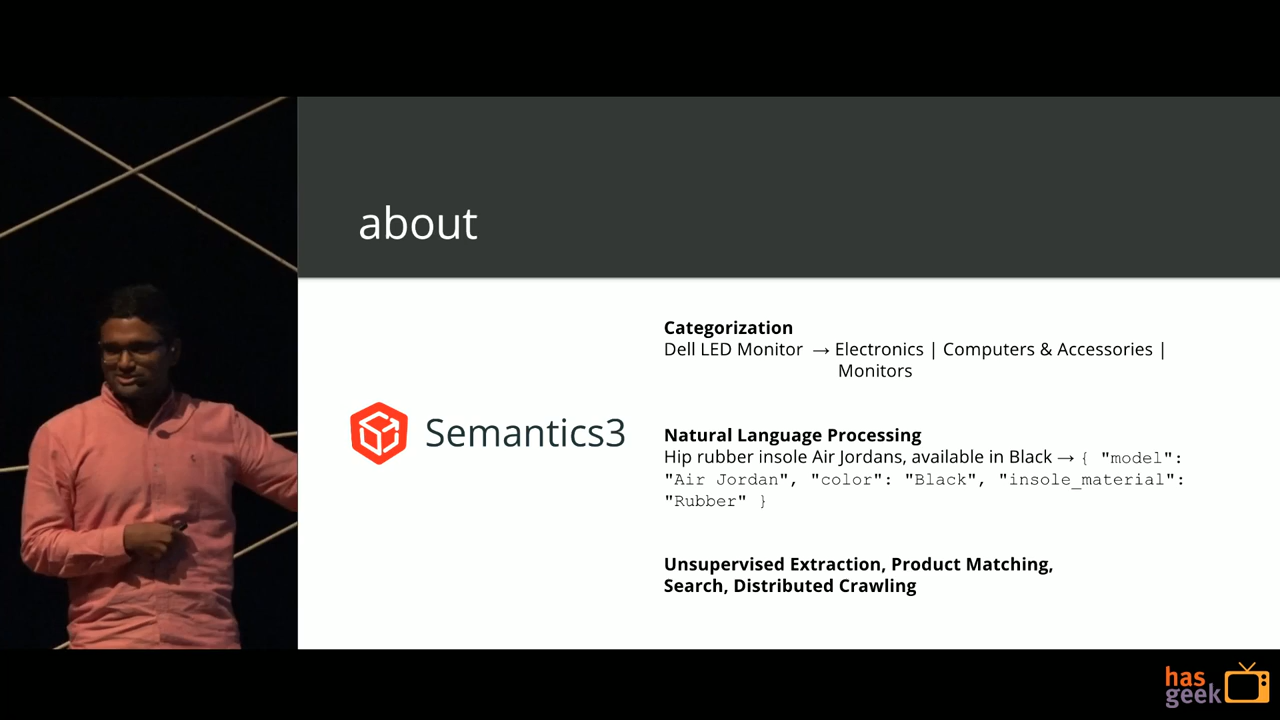 about
Semantics3
Categorization
Dell LED Monitor → Electronics | Computers & Accessories |
Monitors
Natural Language Processing
Hip rubber insole Air Jordans, available in Black → { "model":
"Air Jordan", "color": "Black", "insole_material":
"Rubber" }
Unsupervised Extraction, Product Matching,
Search, Distributed Crawling
has
geek